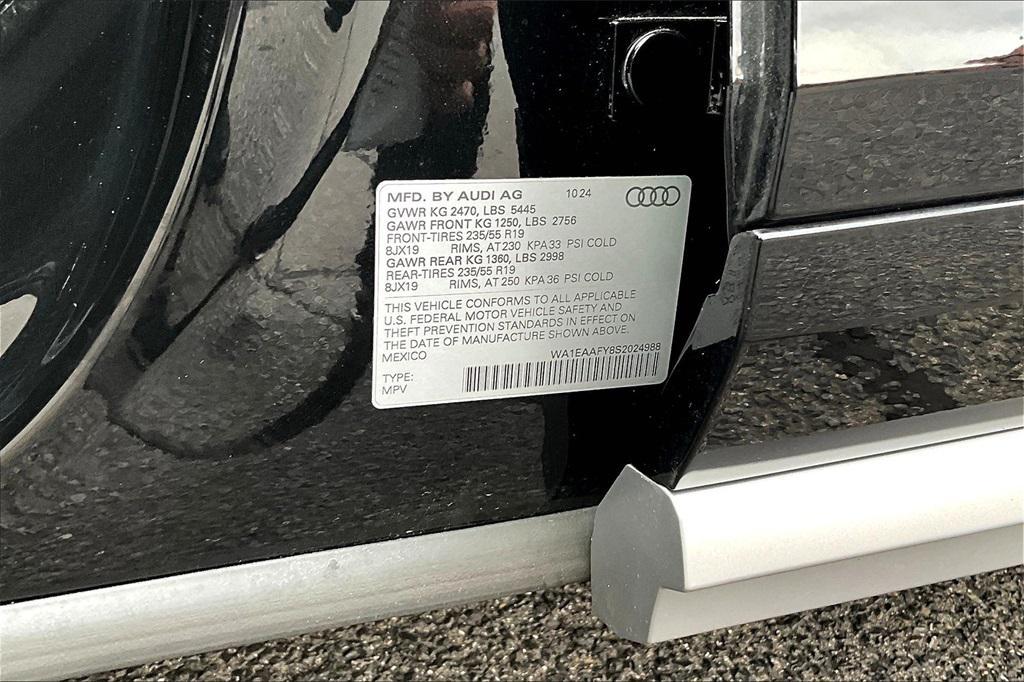 MFD. BY AUDI AG 10 24
GVWR KG 2470, LBS 5445
GAWR FRONT KG 1250, LBS 2756
FRONT-TIRES 235/55 R19
8JX19 RIMS, AT 230 KPA 33 PSI COLD
GAWR REAR KG 1360, LBS 2998
REAR-TIRES 235/55 R19
8JX19 RIMS, AT 250 KPA 36 PSI COLD
THIS VEHICLE CONFORMS TO ALL APPLICABLE
U.S. FEDERAL MOTOR VEHICLE SAFETY AND
THEFT PREVENTION STANDARDS IN EFFECT ON
THE DATE OF MANUFACTURE SHOWN ABOVE.
MEXICO WA1EAAFY8S2024988
TYPE:
MPV